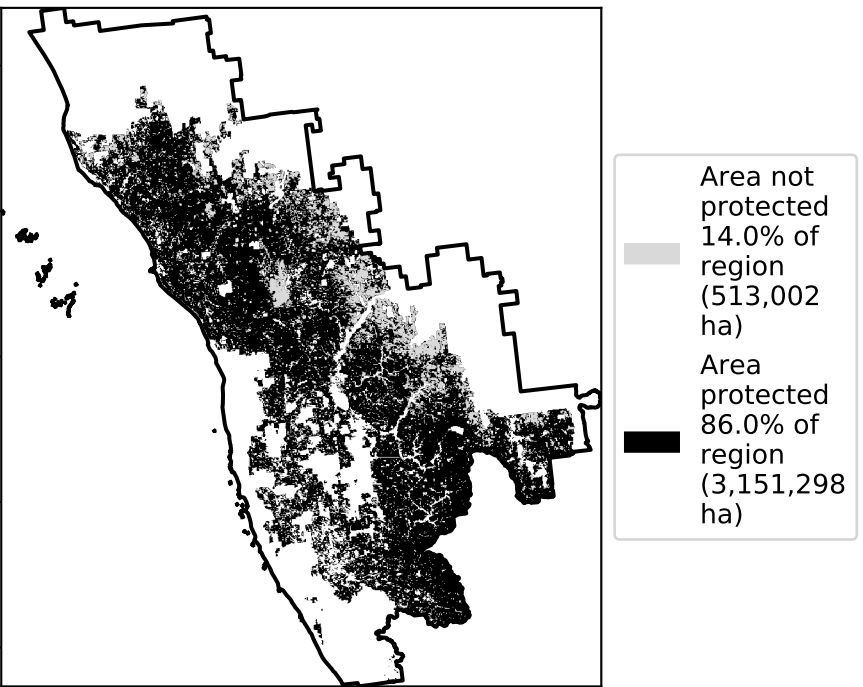 Area not
protected
14.0% of
region
(513,002
ha)
Area
protected
86.0% of
region
(3,151,298
ha)